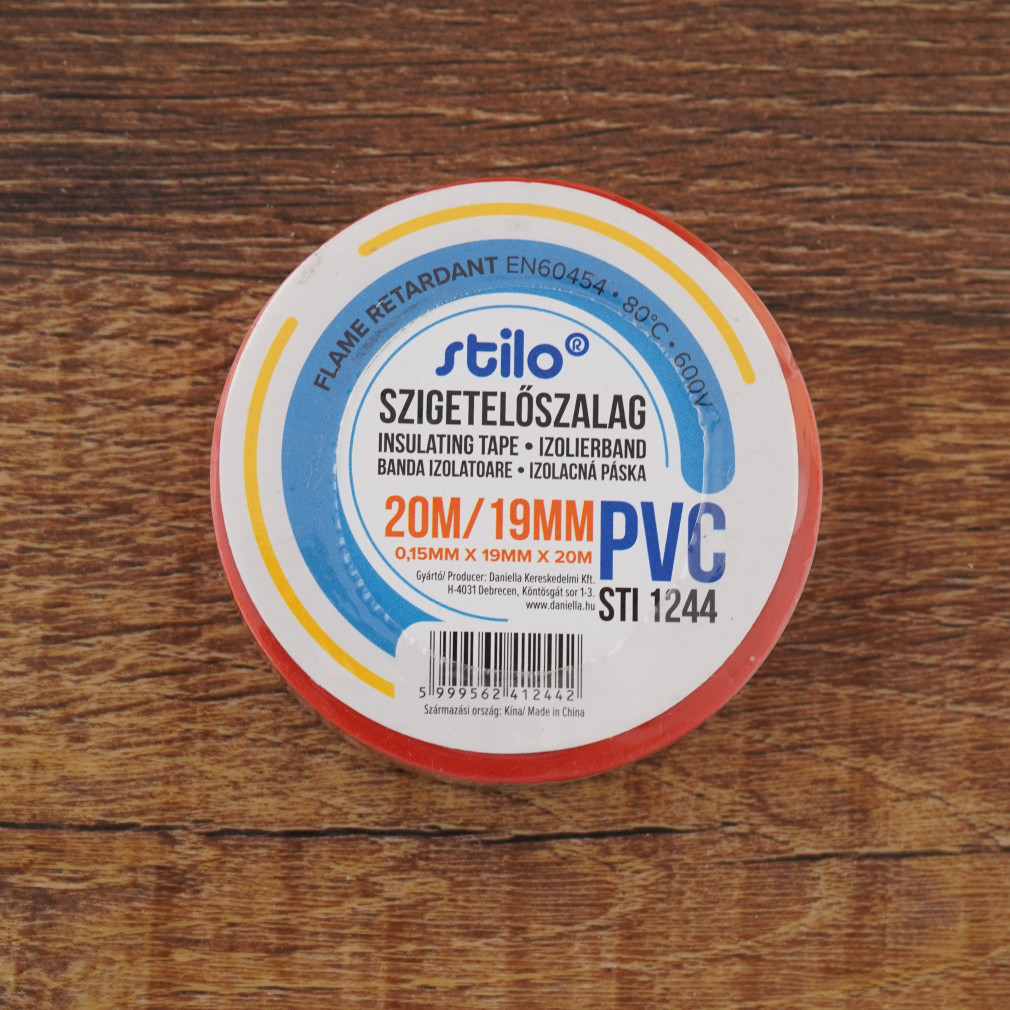 FLAME RETARDANT EN60454 • 80°C • 600V
stilo®
SZIGETELŐSZALAG
INSULATING TAPE • IZOLIERBAND
BANDA IZOLATOARE • IZOLACNÁ PÁSKA
20M/19MM
0,15MM X 19MM X 20M
PVC
Gyártó/ Producer: Daniella Kereskedelmi Kft.
H-4031 Debrecen, Köntösgát sor 1-3.
www.daniella.hu
STI 1244
5 999562 412442
Származási ország: Kína/ Made in China